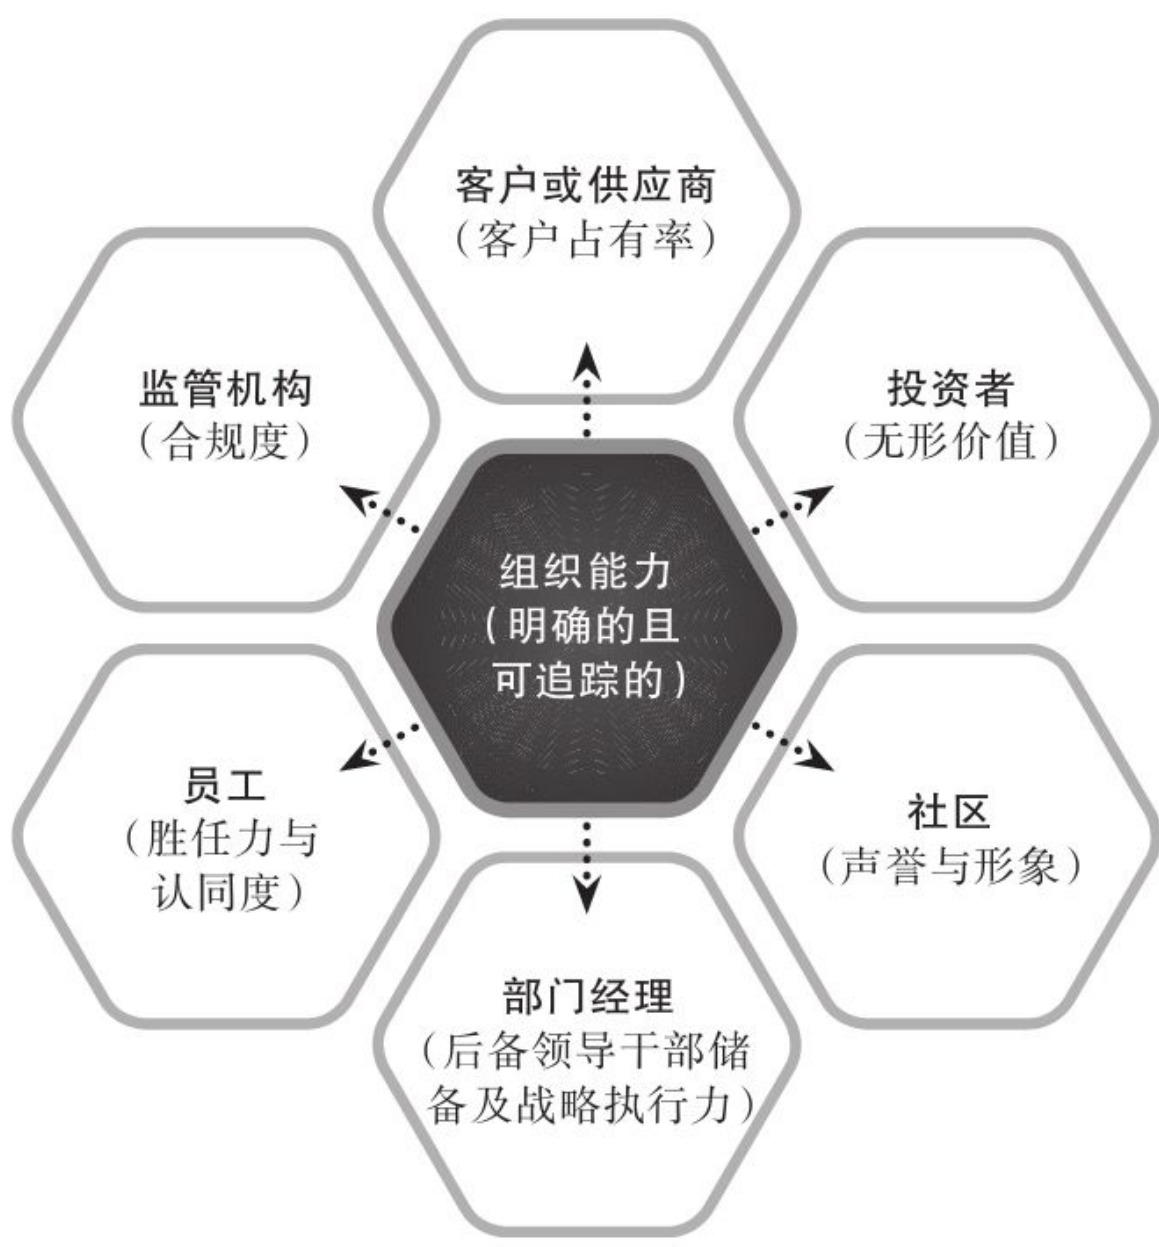 客户或供应商
（客户占有率）
监管机构
（合规度）
投资者
（无形价值）
组织能力
（明确的且
可追踪的）
员工
（胜任力与
认同度）
社区
（声誉与形象）
部门经理
（后备领导干部储
备及战略执行力）